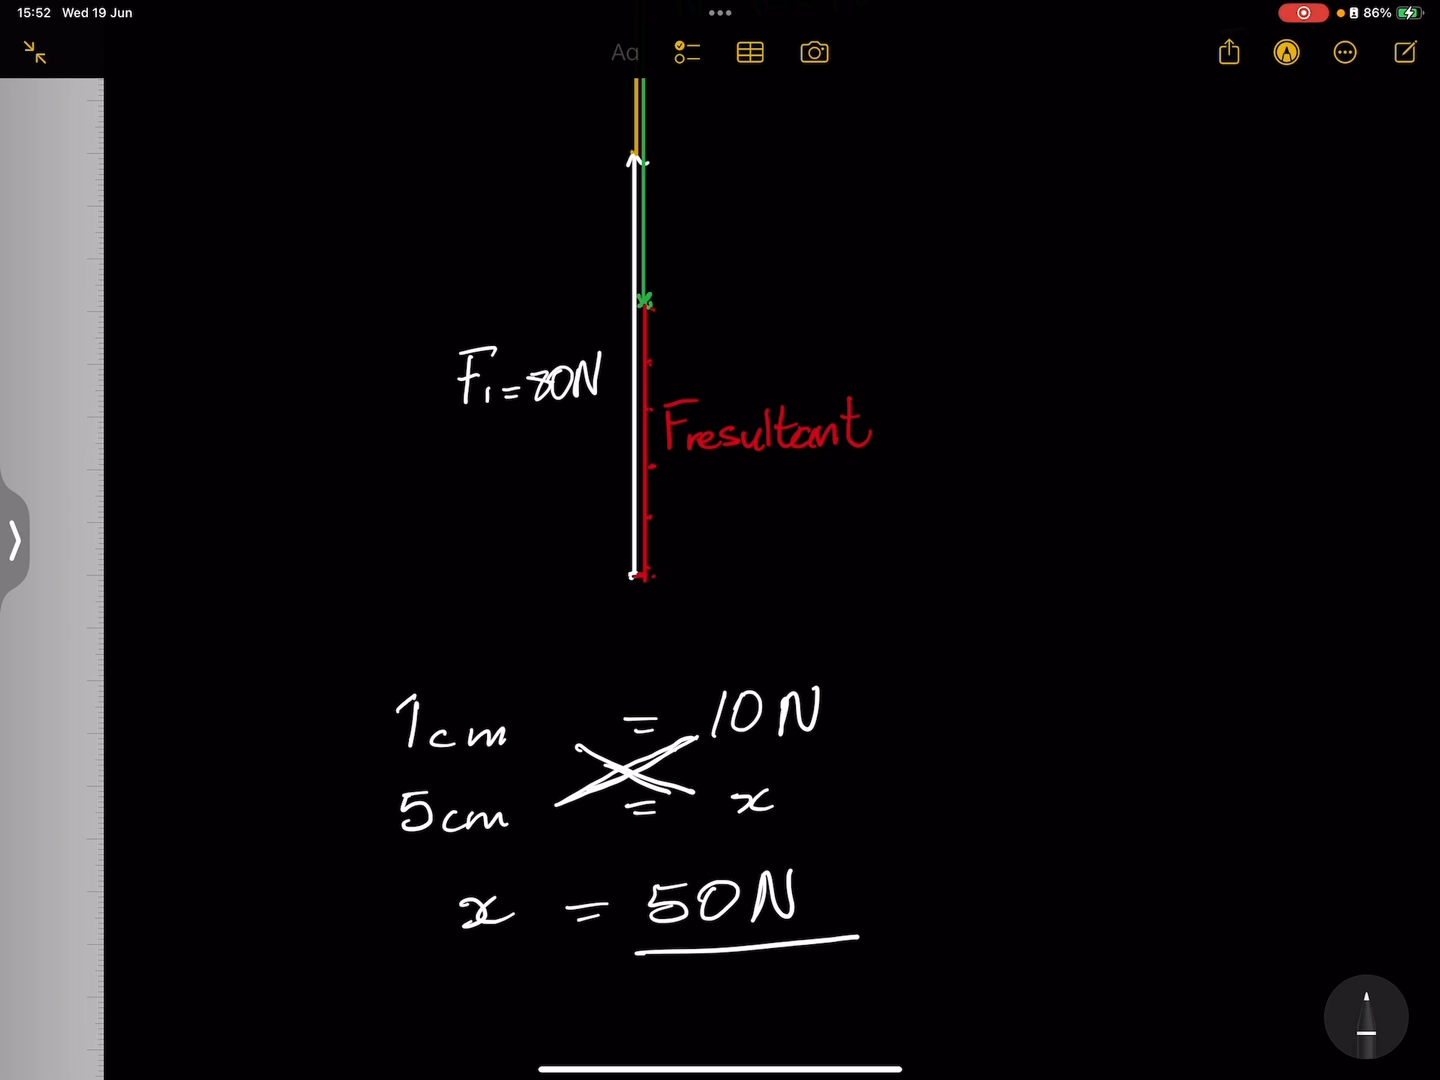 15:52 Wed 19 Jun
86%
Aa
F₁ = 80N
Fresultant
1cm = 10N
5cm = x
x = 50N